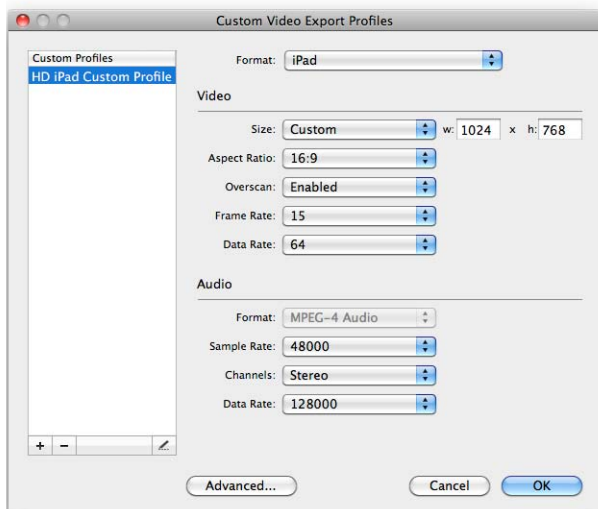 Custom Video Export Profiles
Custom Profiles
HD iPad Custom Profile
Format: iPad
Video
Size: Custom w: 1024 x h: 768
Aspect Ratio: 16:9
Overscan: Enabled
Frame Rate: 15
Data Rate: 64
Audio
Format: MPEG-4 Audio
Sample Rate: 48000
Channels: Stereo
Data Rate: 128000
+ −
Advanced... Cancel OK